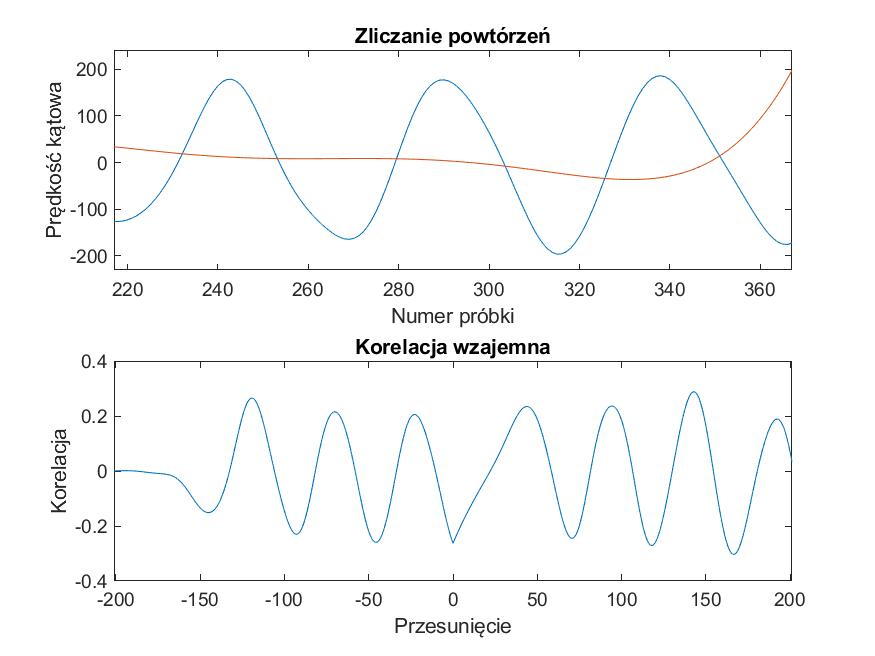 Zliczanie powtórzeń
Prędkość kątowa
200
100
0
-100
-200
220 240 260 280 300 320 340 360
Numer próbki
Korelacja wzajemna
Korelacja
0.4
0.2
0
-0.2
-0.4
-200 -150 -100 -50 0 50 100 150 200
Przesunięcie